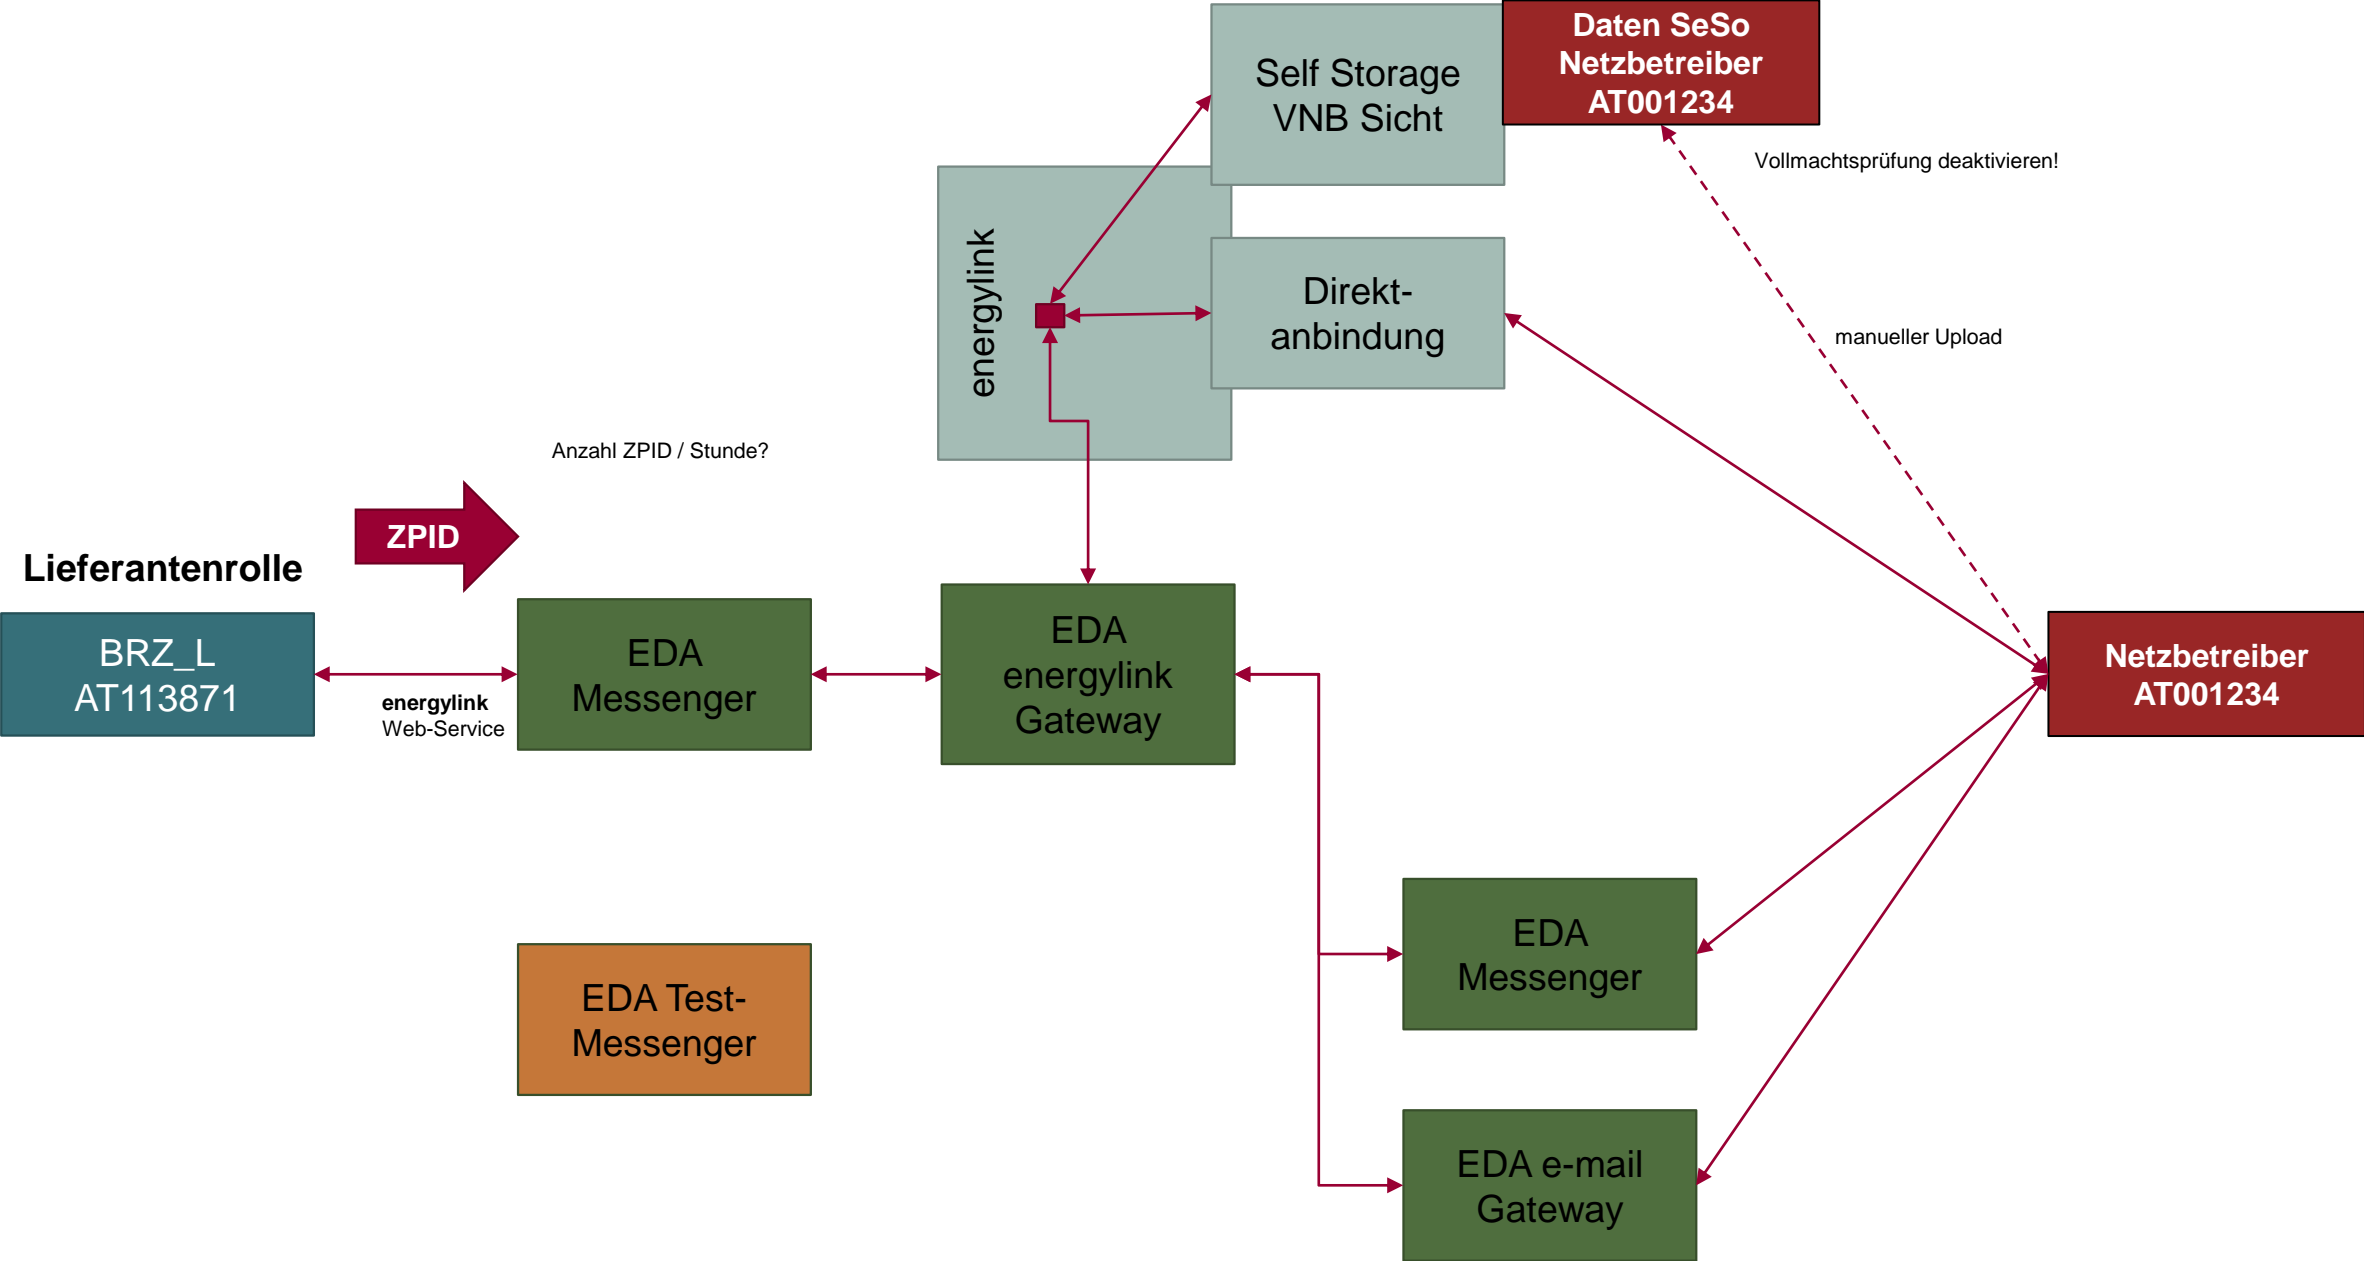 Daten SeSo
Netzbetreiber
AT001234
Self Storage
VNB Sicht
Vollmachtsprüfung deaktivieren!
energylink
Direkt-
anbindung
manueller Upload
Anzahl ZPID / Stunde?
ZPID
Lieferantenrolle
BRZ_L
AT113871
energylink
Web-Service
EDA
Messenger
EDA
energylink
Gateway
Netzbetreiber
AT001234
EDA
Messenger
EDA Test-
Messenger
EDA e-mail
Gateway